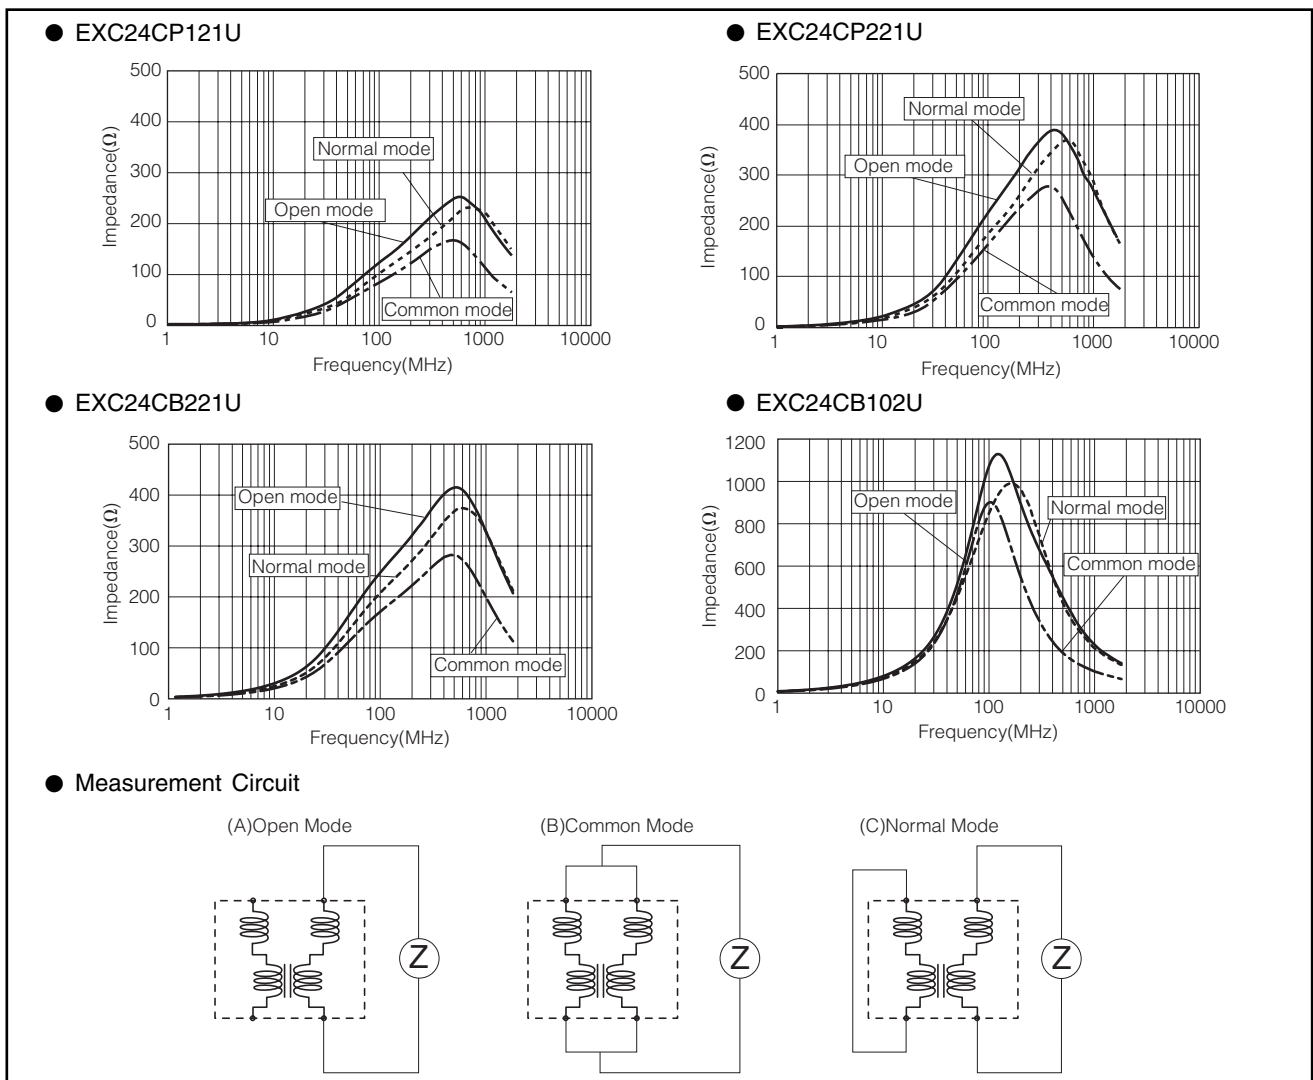 ● EXC24CP121U
500
400
300
200
100
0
Impedance(Ω)
Normal mode
Open mode
Common mode
1 10 100 1000 10000
Frequency(MHz)
● EXC24CP221U
500
400
300
200
100
0
Impedance(Ω)
Normal mode
Open mode
Common mode
1 10 100 1000 10000
Frequency(MHz)
● EXC24CB221U
500
400
300
200
100
0
Impedance(Ω)
Open mode
Normal mode
Common mode
1 10 100 1000 10000
Frequency(MHz)
● EXC24CB102U
1200
1000
800
600
400
200
0
Impedance(Ω)
Open mode
Normal mode
Common mode
1 10 100 1000 10000
Frequency(MHz)
● Measurement Circuit
(A)Open Mode
Z
(B)Common Mode
Z
(C)Normal Mode
Z